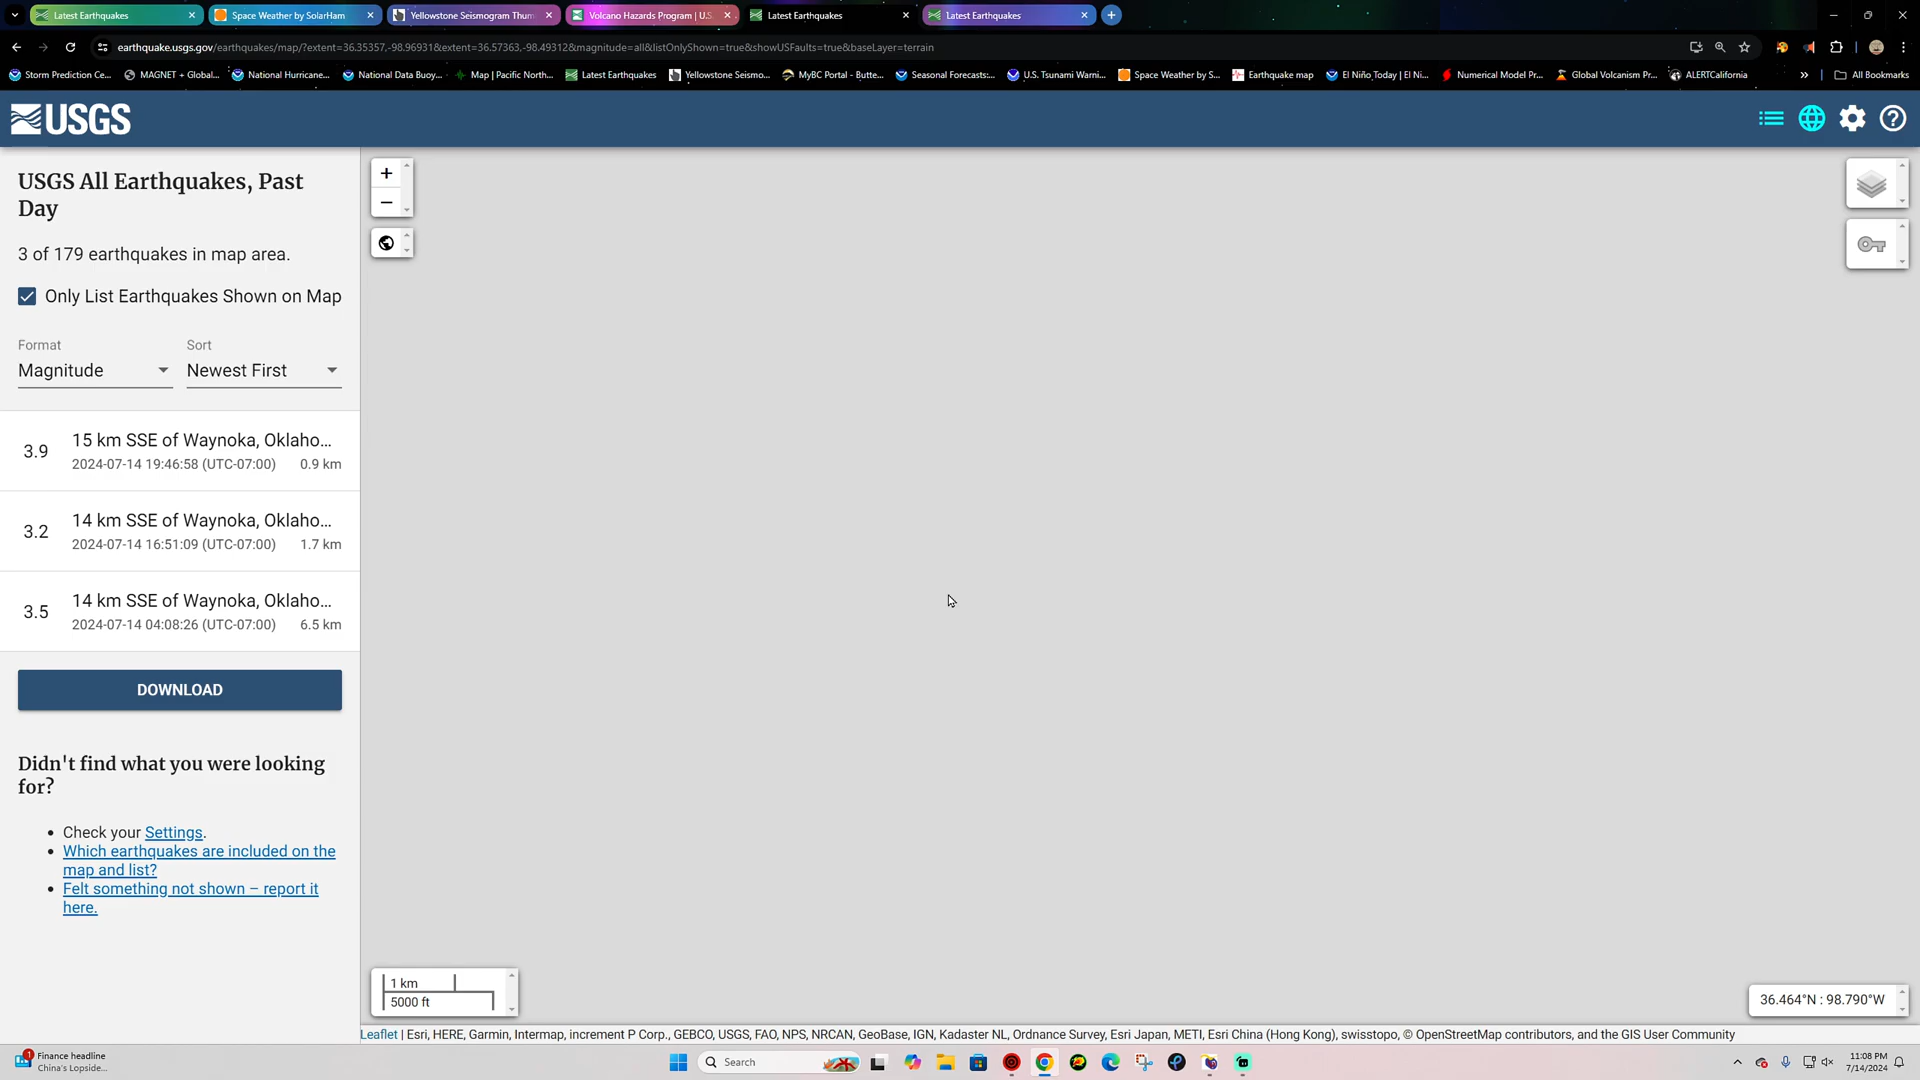 Latest Earthquakes
Space Weather by SolarHam
Yellowstone Seismogram Thum
Volcano Hazards Program | U.S.
Latest Earthquakes
Latest Earthquakes
earthquake.usgs.gov/earthquakes/map/?extent=36.35357,-98.96931&extent=36.57363,-98.49312&magnitude=all&listOnlyShown=true&showUSFaults=true&baseLayer=terrain
Storm Prediction Ce...
MAGNET + Global...
National Hurricane...
National Data Buoy...
Map | Pacific North...
Latest Earthquakes
Yellowstone Seismo...
MyBC Portal - Butte...
Seasonal Forecasts:...
U.S. Tsunami Warni...
Space Weather by S...
Earthquake map
El Niño Today | El Ni...
Numerical Model Pr...
Global Volcanism Pr...
ALERTCalifornia
All Bookmarks
USGS
USGS All Earthquakes, Past
Day
3 of 179 earthquakes in map area.
Only List Earthquakes Shown on Map
Format
Sort
Magnitude
Newest First
3.9
15 km SSE of Waynoka, Oklaho...
2024-07-14 19:46:58 (UTC-07:00) 0.9 km
3.2
14 km SSE of Waynoka, Oklaho...
2024-07-14 16:51:09 (UTC-07:00) 1.7 km
3.5
14 km SSE of Waynoka, Oklaho...
2024-07-14 04:08:26 (UTC-07:00) 6.5 km
DOWNLOAD
Didn't find what you were looking
for?
• Check your Settings.
• Which earthquakes are included on the
map and list?
• Felt something not shown – report it
here.
+
−
1 km
5000 ft
36.464°N : 98.790°W
Leaflet | Esri, HERE, Garmin, Intermap, increment P Corp., GEBCO, USGS, FAO, NPS, NRCAN, GeoBase, IGN, Kadaster NL, Ordnance Survey, Esri Japan, METI, Esri China (Hong Kong), swisstopo, © OpenStreetMap contributors, and the GIS User Community
1
Finance headline
China's Lopside...
Search
11:08 PM
7/14/2024